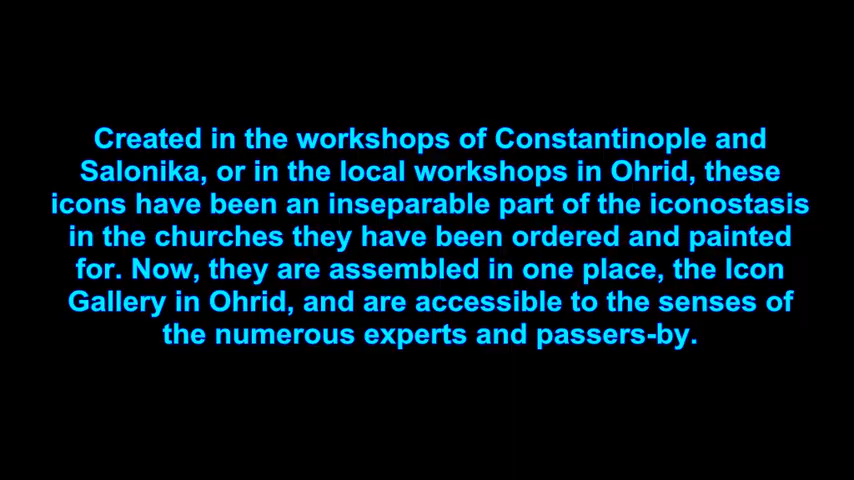 Created in the workshops of Constantinople and
Salonika, or in the local workshops in Ohrid, these
icons have been an inseparable part of the iconostasis
in the churches they have been ordered and painted
for. Now, they are assembled in one place, the Icon
Gallery in Ohrid, and are accessible to the senses of
the numerous experts and passers-by.